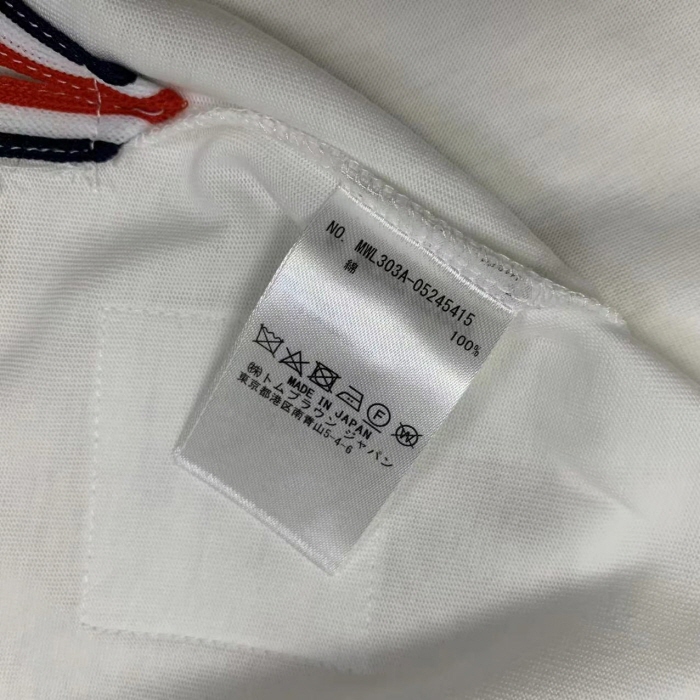 NO. MWL303A-05245415
綿 100%
MADE IN JAPAN
㈱トムブラウン ジャパン
東京都港区南青山5-4-6
F W